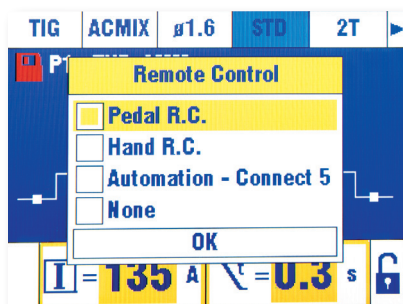 TIG ACMIX ø1.6 STD 2T
Remote Control
Pedal R.C.
Hand R.C.
Automation - Connect 5
None
OK
I = 135 A t = 0.3 s